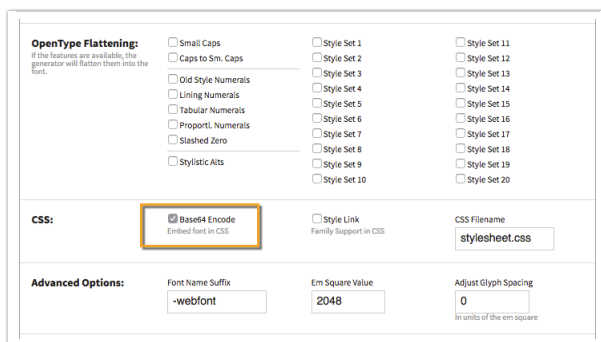 OpenType Flattening:
If the features are available, the
generator will flatten them into the
font.
Small Caps
Caps to Sm. Caps
Old Style Numerals
Lining Numerals
Tabular Numerals
Proportl. Numerals
Slashed Zero
Stylistic Alts
Style Set 1
Style Set 2
Style Set 3
Style Set 4
Style Set 5
Style Set 6
Style Set 7
Style Set 8
Style Set 9
Style Set 10
Style Set 11
Style Set 12
Style Set 13
Style Set 14
Style Set 15
Style Set 16
Style Set 17
Style Set 18
Style Set 19
Style Set 20
CSS:
Base64 Encode
Embed font in CSS
Style Link
Family Support in CSS
CSS Filename
stylesheet.css
Advanced Options:
Font Name Suffix
-webfont
Em Square Value
2048
Adjust Glyph Spacing
0
In units of the em square